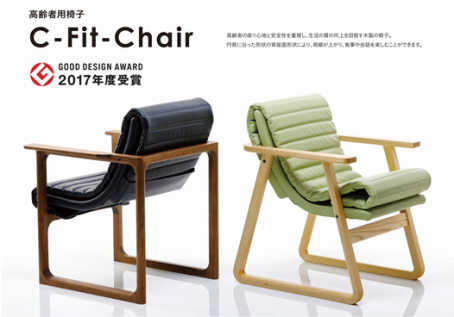 高齢者用椅子
C-Fit-Chair
GOOD DESIGN AWARD
2017年度受賞
高齢者の座り心地と安全性を重視し、生活の質の向上を目指す木製の椅子。
円背に沿った形状の背座面形状により、視線が上がり、食事や会話を楽しむことができます。